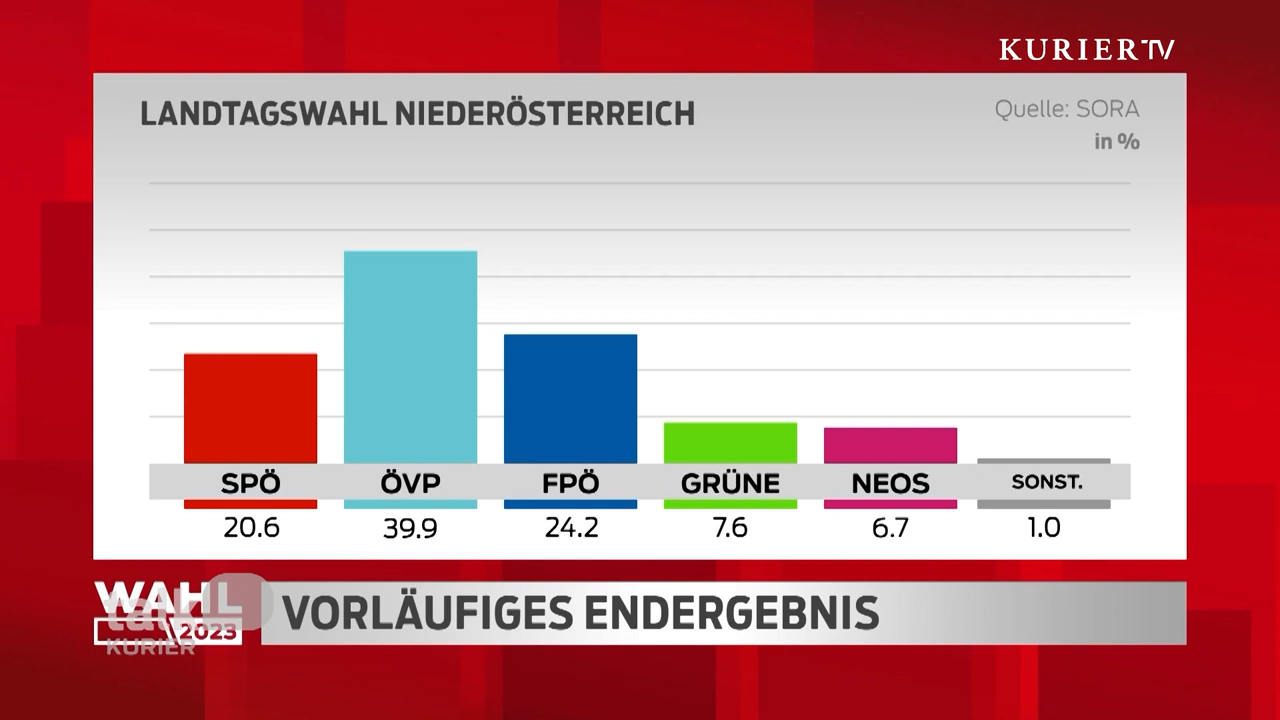 KURIER TV
LANDTAGSWAHL NIEDERÖSTERREICH
Quelle: SORA
in %
SPÖ ÖVP FPÖ GRÜNE NEOS SONST.
20.6 39.9 24.2 7.6 6.7 1.0
WAHL
talk
2023
KURIER
VORLÄUFIGES ENDERGEBNIS